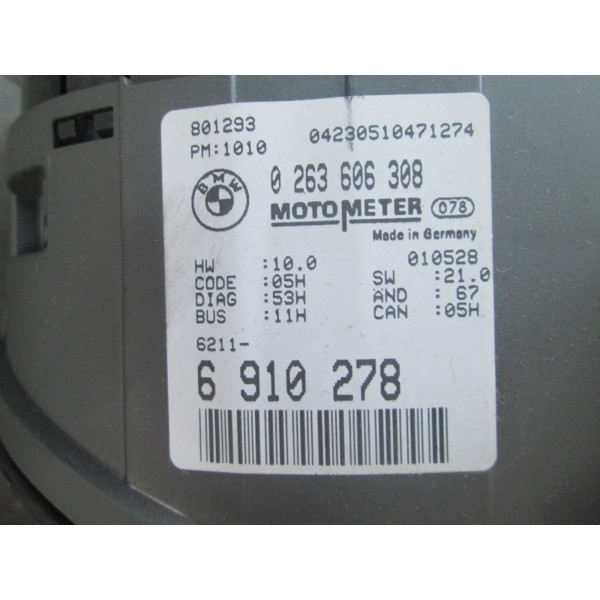 801293 04230510471274
PM:1010
BMW 0 263 606 308
MOTOMETER 078
Made in Germany
010528
HW :10.0 SW :21.0
CODE :05H AND : 67
DIAG :53H CAN :05H
BUS :11H
6211-
6 910 278